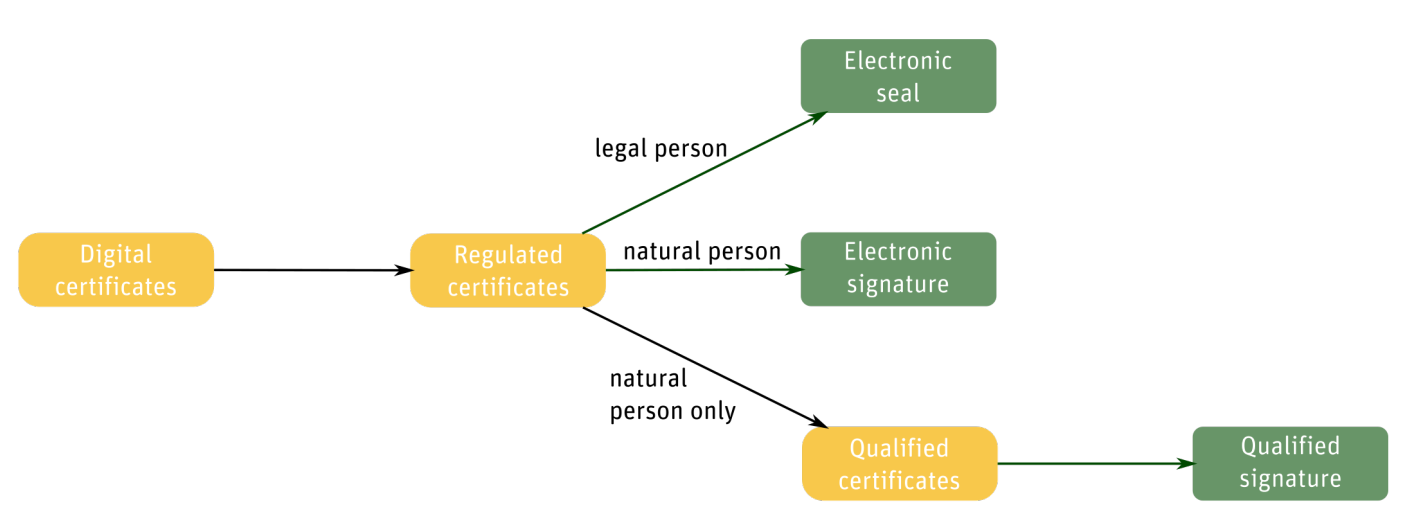 Electronic
seal
legal person
Digital
certificates
Regulated
certificates
natural person
Electronic
signature
natural
person only
Qualified
certificates
Qualified
signature